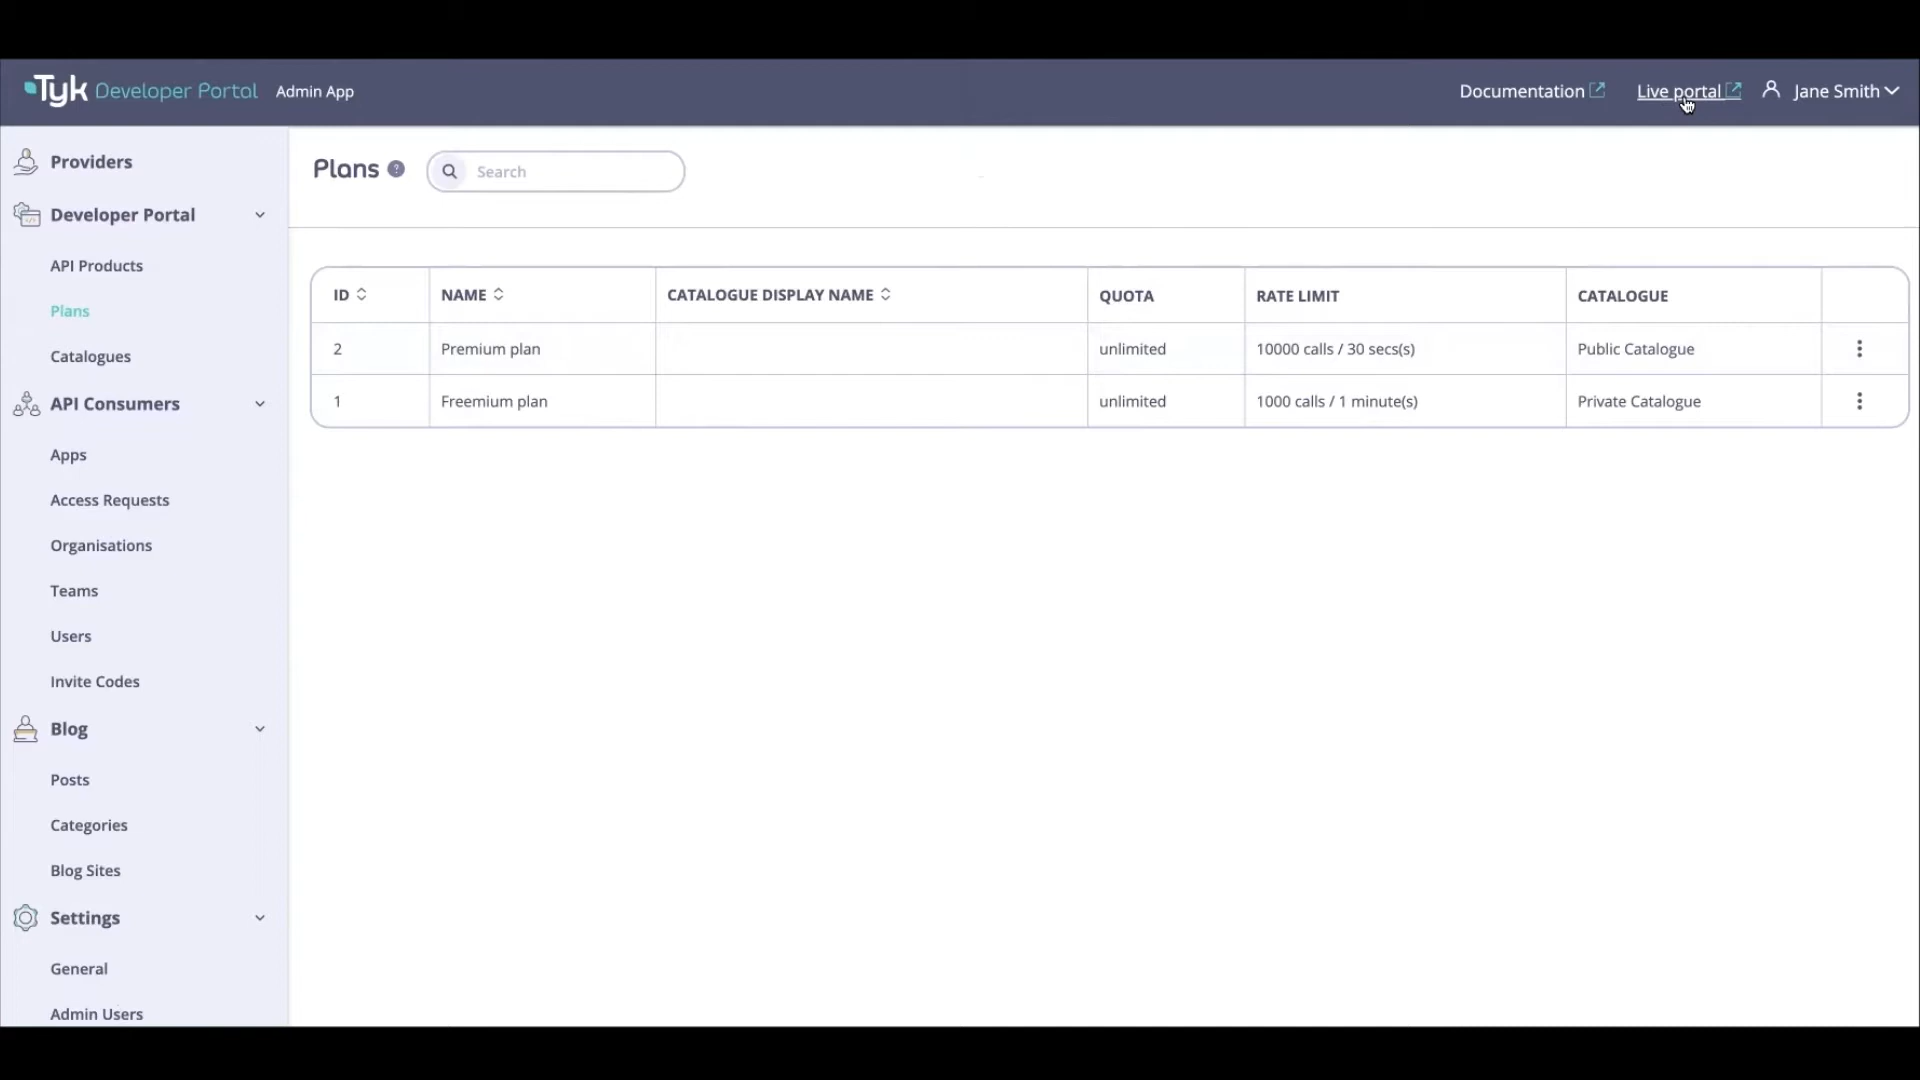 Tyk Developer Portal Admin App Documentation Live portal Jane Smith
Providers
Developer Portal
API Products
Plans
Catalogues
API Consumers
Apps
Access Requests
Organisations
Teams
Users
Invite Codes
Blog
Posts
Categories
Blog Sites
Settings
General
Admin Users
Plans ? Search
ID NAME CATALOGUE DISPLAY NAME QUOTA RATE LIMIT CATALOGUE
2 Premium plan unlimited 10000 calls / 30 secs(s) Public Catalogue
1 Freemium plan unlimited 1000 calls / 1 minute(s) Private Catalogue